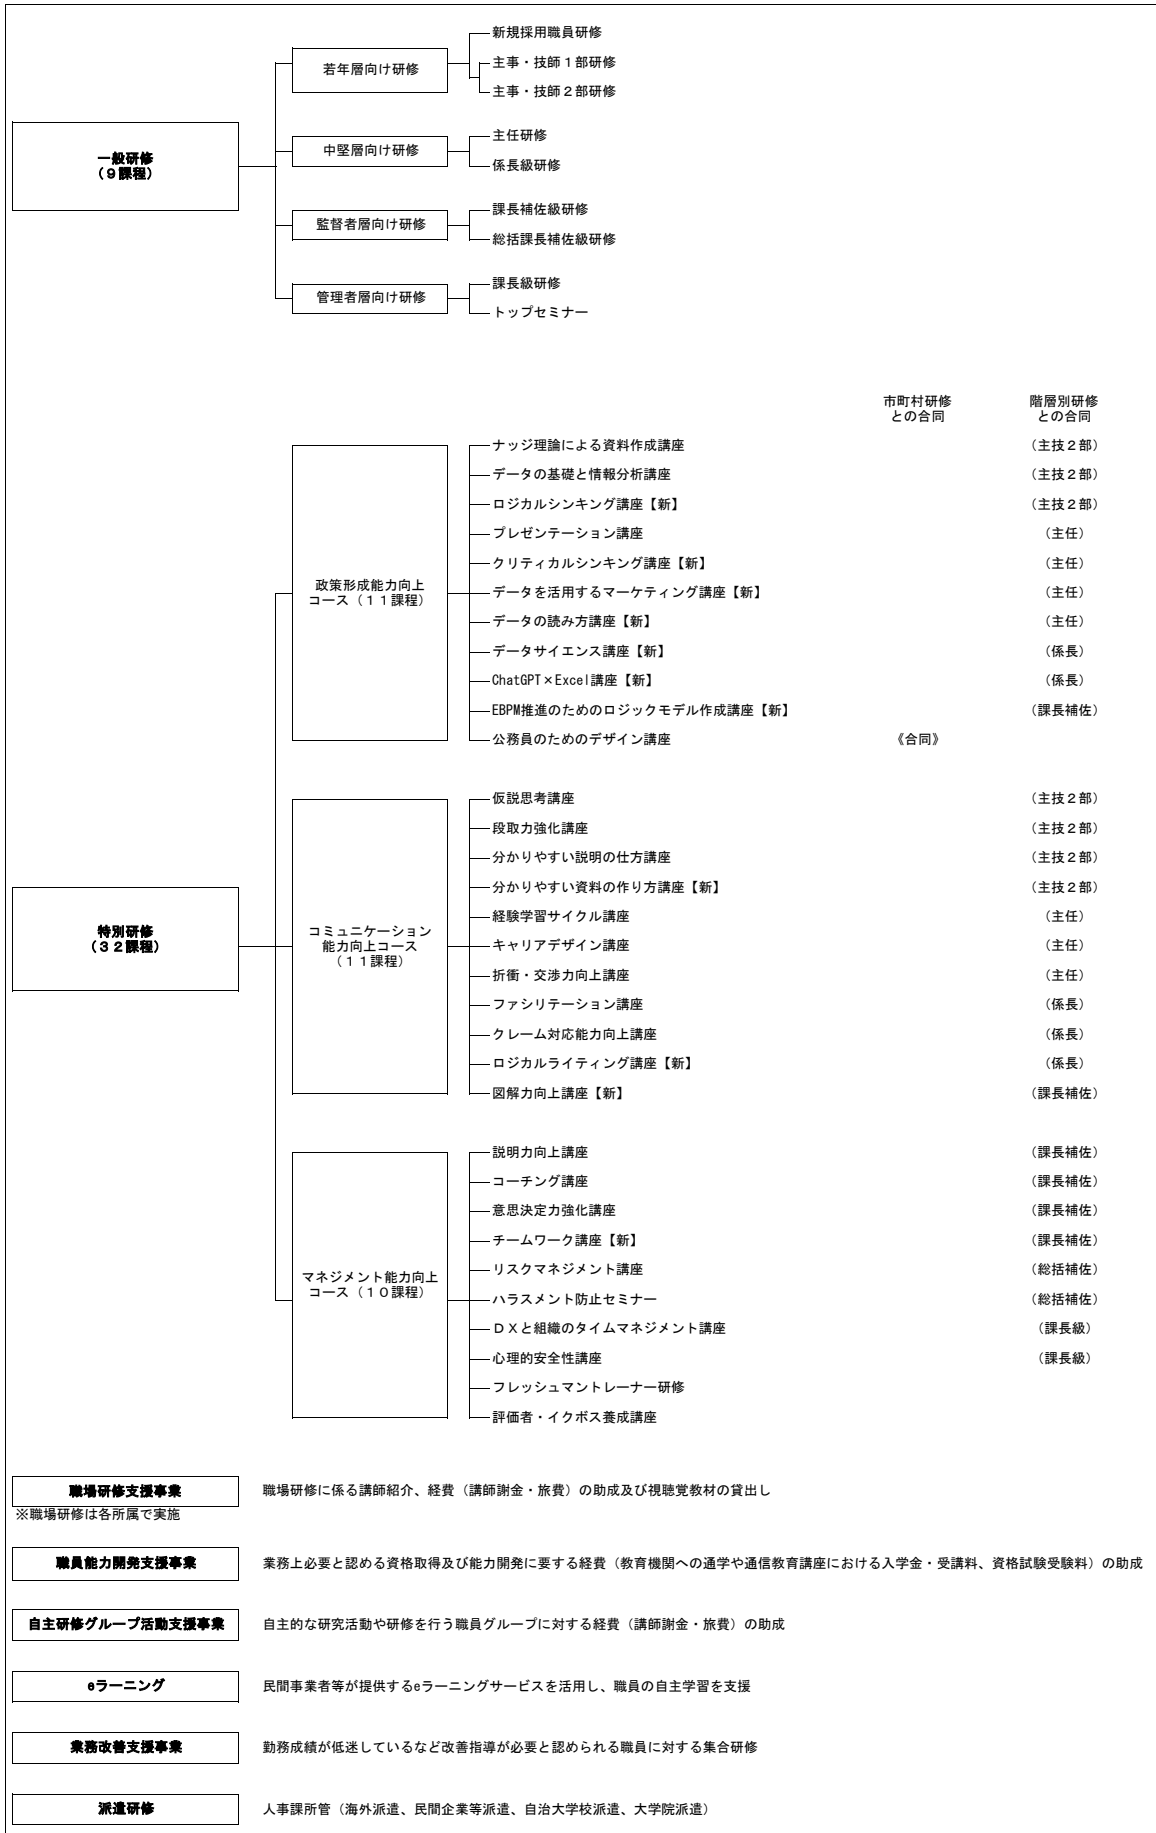 新規採用職員研修
若年層向け研修
主事・技師１部研修
主事・技師２部研修
一般研修
（９課程）
中堅層向け研修
主任研修
係長級研修
監督者層向け研修
課長補佐級研修
総括課長補佐級研修
管理者層向け研修
課長級研修
トップセミナー
市町村研修
との合同
階層別研修
との合同
政策形成能力向上
コース（１１課程）
ナッジ理論による資料作成講座 （主技２部）
データの基礎と情報分析講座 （主技２部）
ロジカルシンキング講座【新】 （主技２部）
プレゼンテーション講座 （主任）
クリティカルシンキング講座【新】 （主任）
データを活用するマーケティング講座【新】 （主任）
データの読み方講座【新】 （主任）
データサイエンス講座【新】 （係長）
ChatGPT×Excel講座【新】 （係長）
EBPM推進のためのロジックモデル作成講座【新】 （課長補佐）
公務員のためのデザイン講座 《合同》
特別研修
（３２課程）
コミュニケーション
能力向上コース
（１１課程）
仮説思考講座 （主技２部）
段取力強化講座 （主技２部）
分かりやすい説明の仕方講座 （主技２部）
分かりやすい資料の作り方講座【新】 （主技２部）
経験学習サイクル講座 （主任）
キャリアデザイン講座 （主任）
折衝・交渉力向上講座 （主任）
ファシリテーション講座 （係長）
クレーム対応能力向上講座 （係長）
ロジカルライティング講座【新】 （係長）
図解力向上講座【新】 （課長補佐）
マネジメント能力向上
コース（１０課程）
説明力向上講座 （課長補佐）
コーチング講座 （課長補佐）
意思決定力強化講座 （課長補佐）
チームワーク講座【新】 （課長補佐）
リスクマネジメント講座 （総括補佐）
ハラスメント防止セミナー （総括補佐）
ＤＸと組織のタイムマネジメント講座 （課長級）
心理的安全性講座 （課長級）
フレッシュマントレーナー研修
評価者・イクボス養成講座
職場研修支援事業 職場研修に係る講師紹介、経費（講師謝金・旅費）の助成及び視聴覚教材の貸出し
※職場研修は各所属で実施
職員能力開発支援事業 業務上必要と認める資格取得及び能力開発に要する経費（教育機関への通学や通信教育講座における入学金・受講料、資格試験受験料）の助成
自主研修グループ活動支援事業 自主的な研究活動や研修を行う職員グループに対する経費（講師謝金・旅費）の助成
eラーニング 民間事業者等が提供するeラーニングサービスを活用し、職員の自主学習を支援
業務改善支援事業 勤務成績が低迷しているなど改善指導が必要と認められる職員に対する集合研修
派遣研修 人事課所管（海外派遣、民間企業等派遣、自治大学校派遣、大学院派遣）